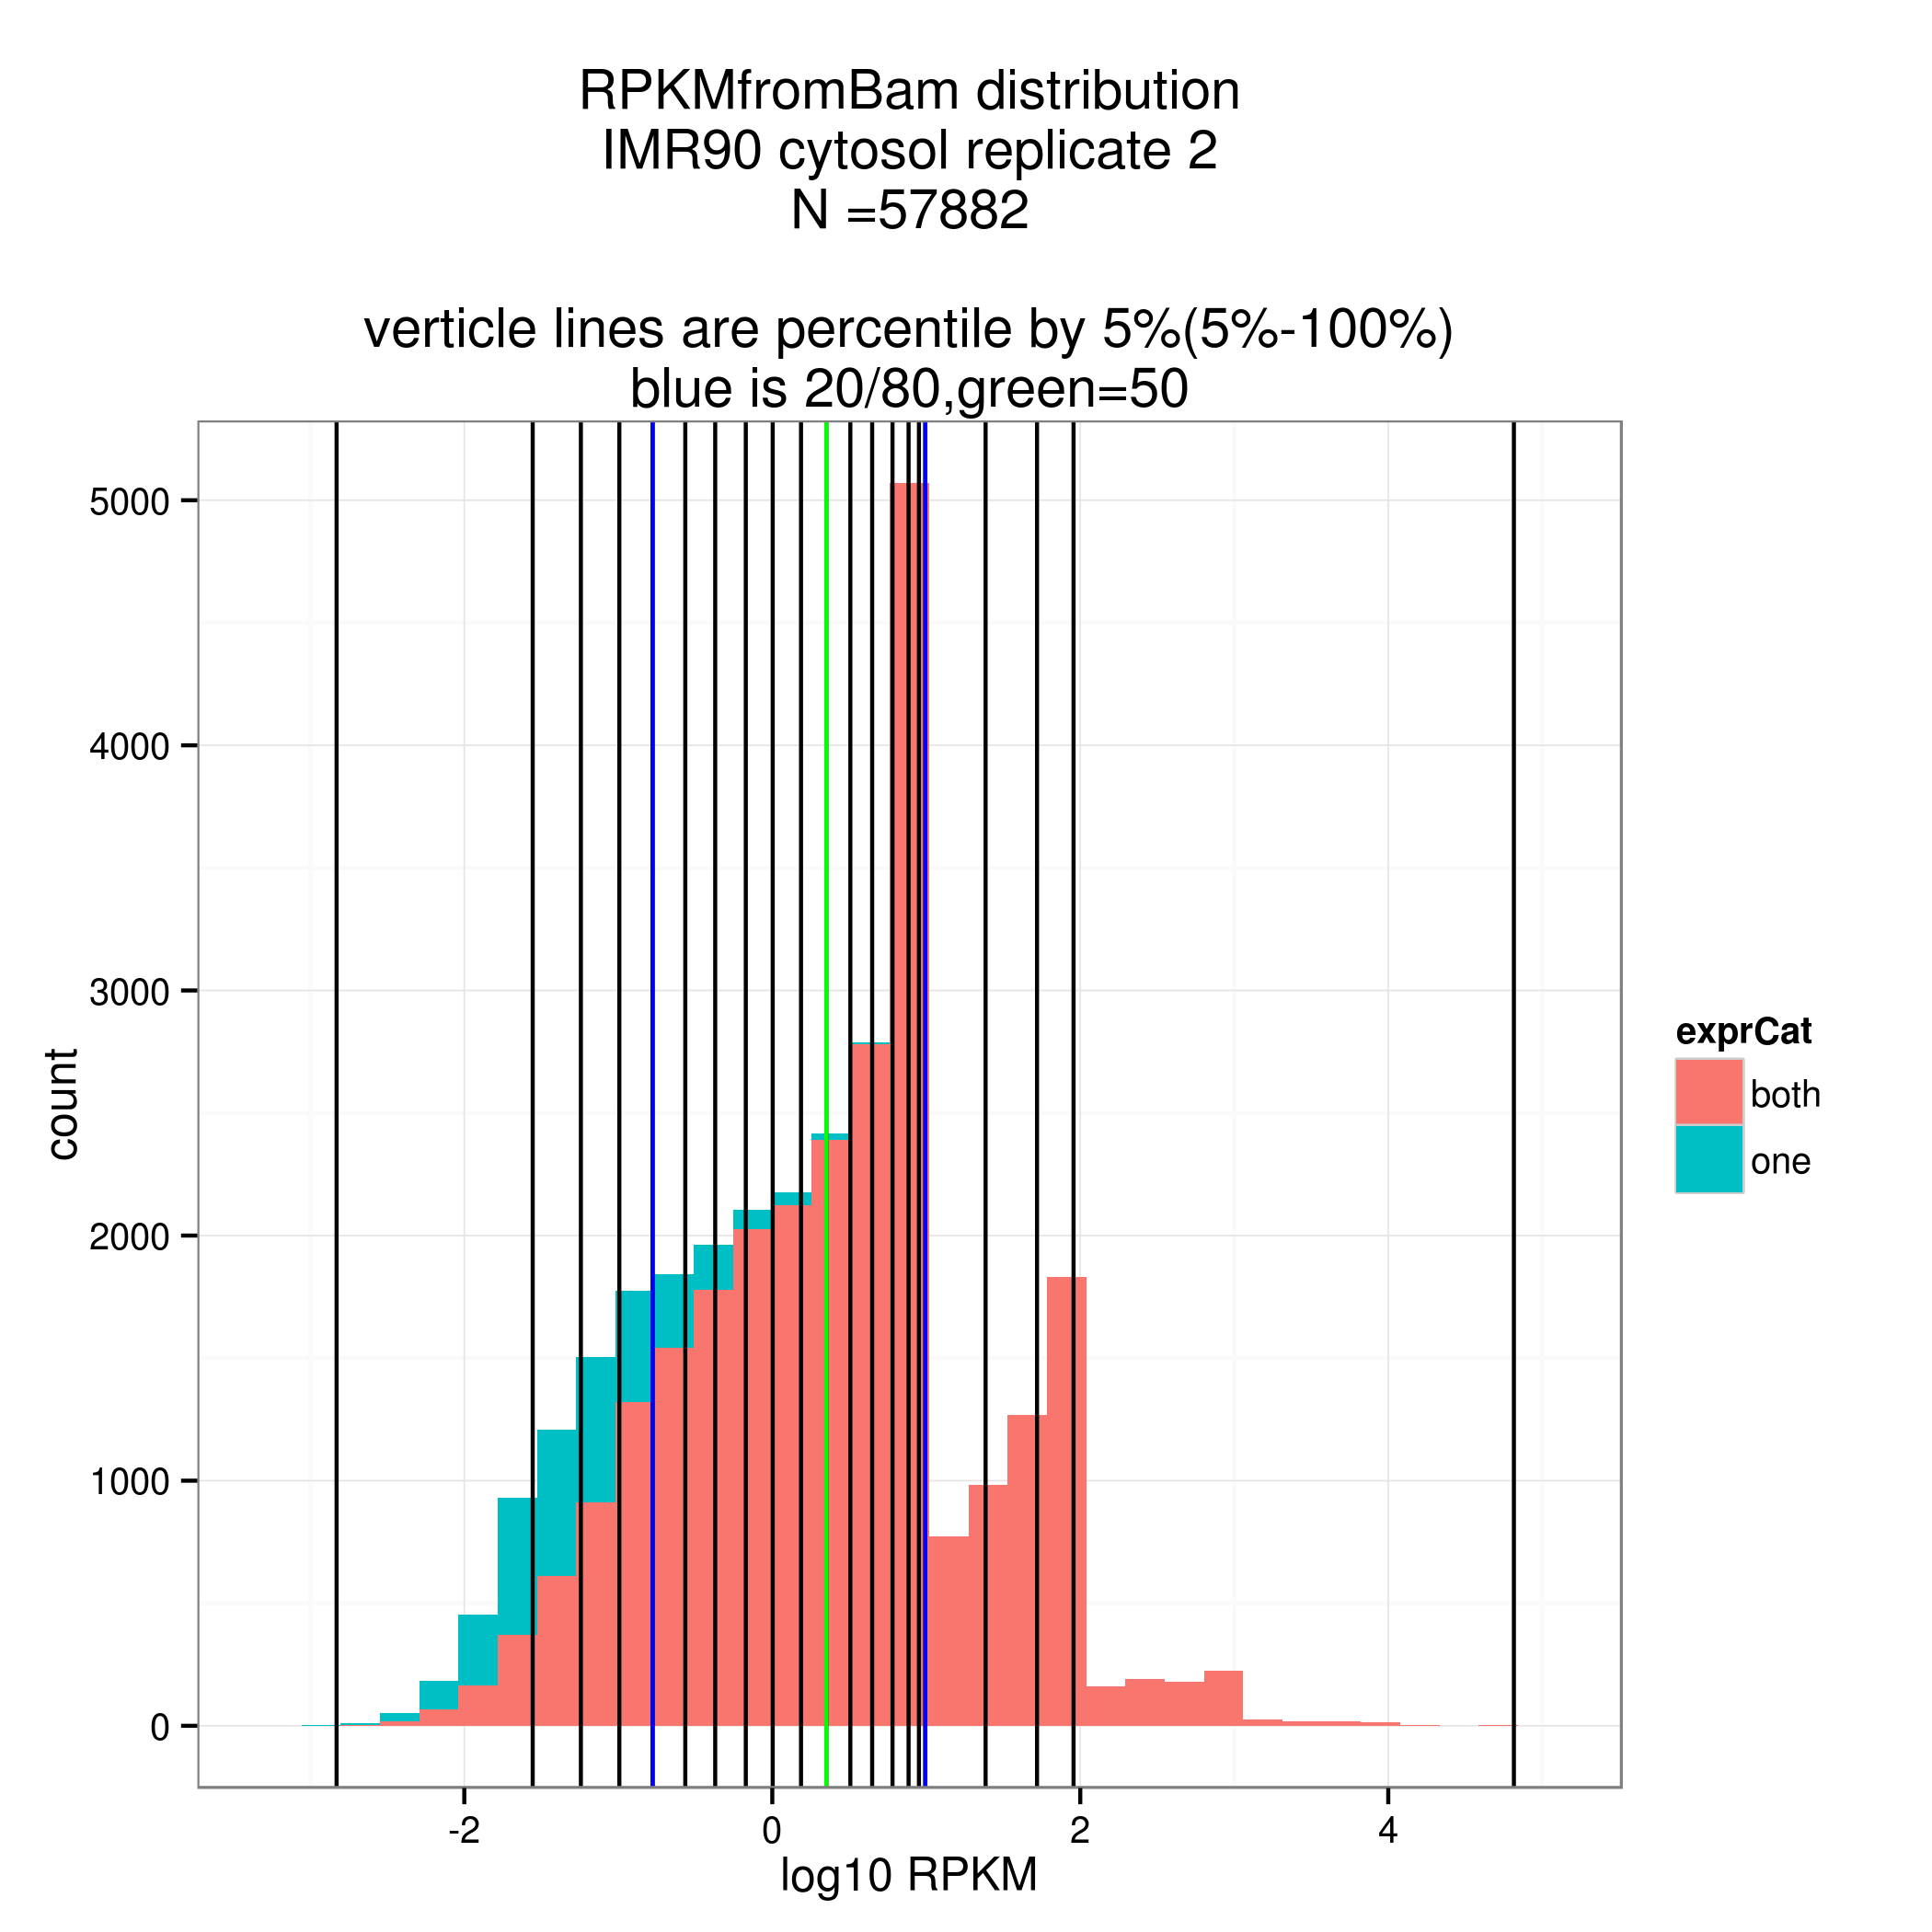 RPKMfromBam distribution
IMR90 cytosol replicate 2
N =57882
verticle lines are percentile by 5%(5%-100%)
blue is 20/80,green=50
5000
4000
3000
2000
1000
0
count
-2
0
2
4
log10 RPKM
exprCat
both
one